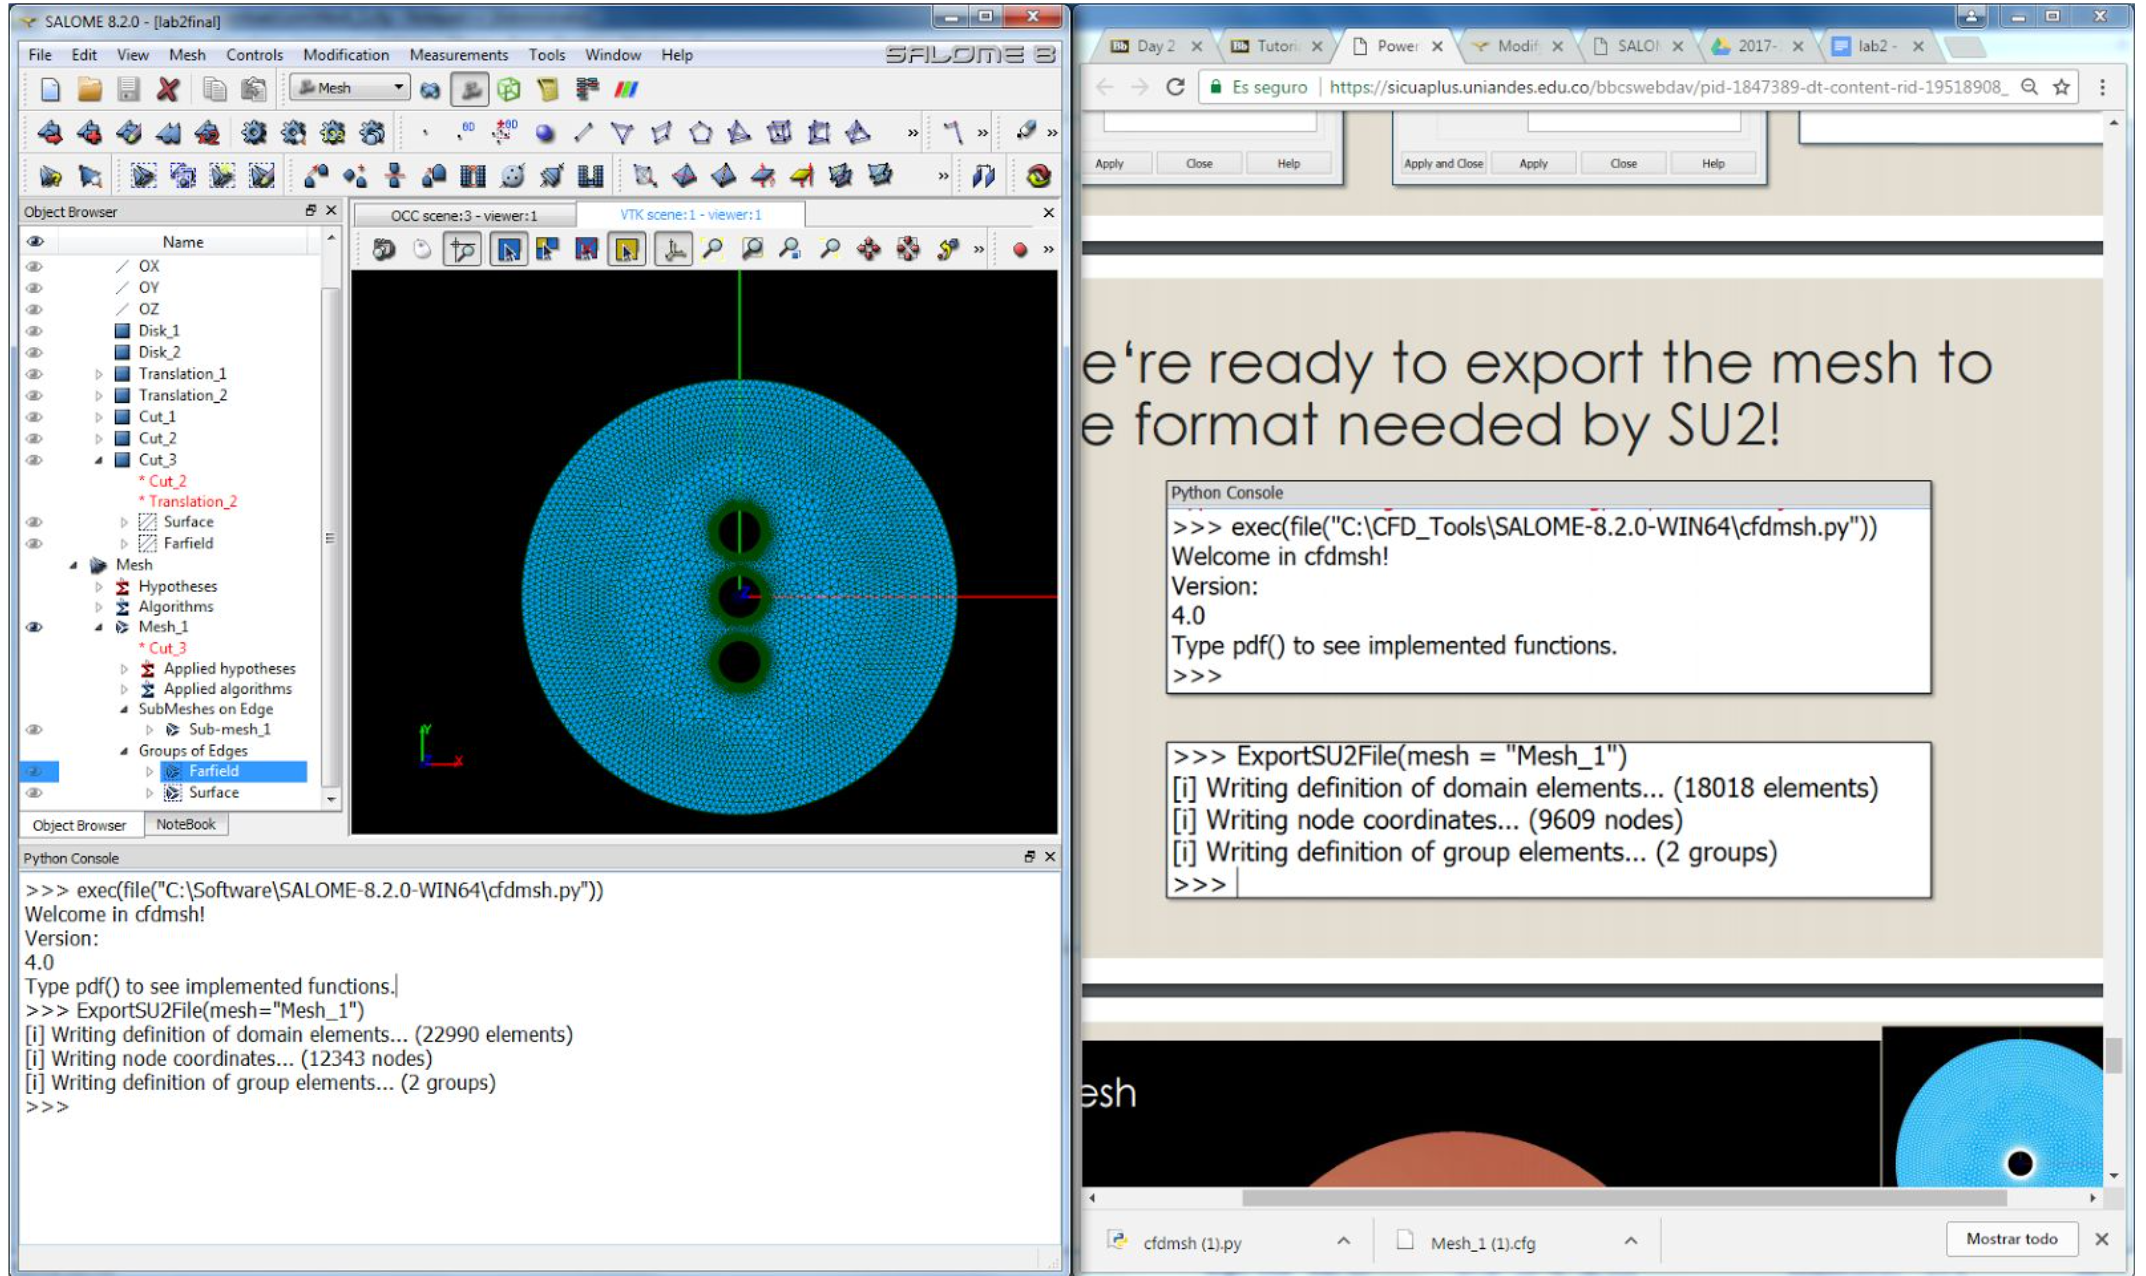 SALOME 8.2.0 - [lab2final]
File Edit View Mesh Controls Modification Measurements Tools Window Help
SALOME 8
Mesh
0D
Object Browser
Name
OX
OY
OZ
Disk_1
Disk_2
Translation_1
Translation_2
Cut_1
Cut_2
Cut_3
* Cut_2
* Translation_2
Surface
Farfield
Mesh
Hypotheses
Algorithms
Mesh_1
* Cut_3
Applied hypotheses
Applied algorithms
SubMeshes on Edge
Sub-mesh_1
Groups of Edges
Farfield
Surface
Object Browser NoteBook
OCC scene:3 - viewer:1 VTK scene:1 - viewer:1
Z
Y
X
Python Console
>>> exec(file("C:\Software\SALOME-8.2.0-WIN64\cfdmsh.py"))
Welcome in cfdmsh!
Version:
4.0
Type pdf() to see implemented functions.
>>> ExportSU2File(mesh="Mesh_1")
[i] Writing definition of domain elements... (22990 elements)
[i] Writing node coordinates... (12343 nodes)
[i] Writing definition of group elements... (2 groups)
>>>
Bb Day 2 Bb Tutori Power Modif SALO 2017- lab2 -
Es seguro https://sicuaplus.uniandes.edu.co/bbcswebdav/pid-1847389-dt-content-rid-19518908_
Apply Close Help Apply and Close Apply Close Help
e're ready to export the mesh to
e format needed by SU2!
Python Console
>>> exec(file("C:\CFD_Tools\SALOME-8.2.0-WIN64\cfdmsh.py"))
Welcome in cfdmsh!
Version:
4.0
Type pdf() to see implemented functions.
>>>
>>> ExportSU2File(mesh = "Mesh_1")
[i] Writing definition of domain elements... (18018 elements)
[i] Writing node coordinates... (9609 nodes)
[i] Writing definition of group elements... (2 groups)
>>>
esh
cfdmsh (1).py Mesh_1 (1).cfg Mostrar todo